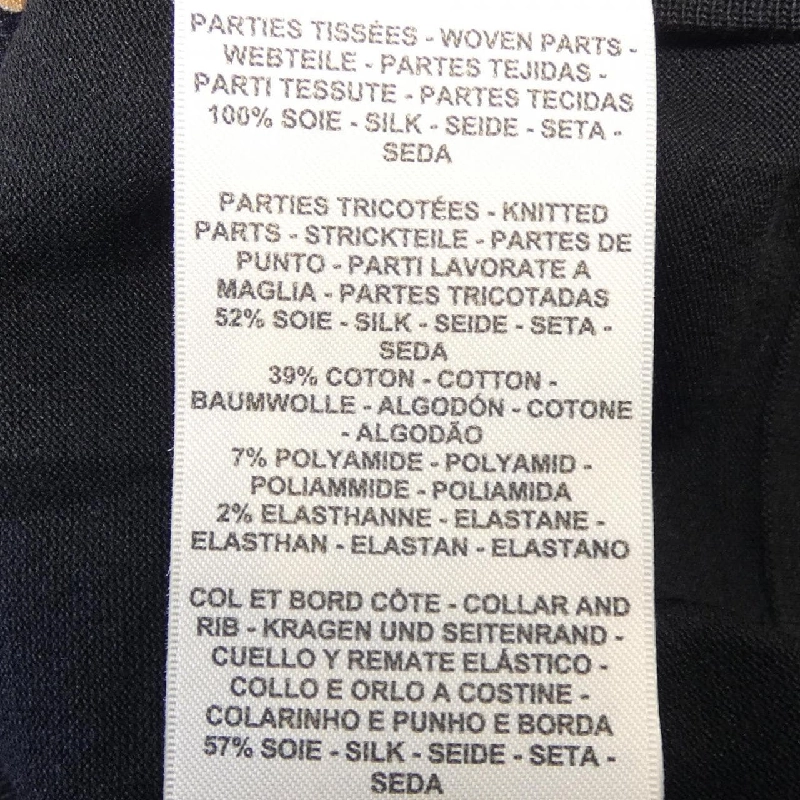 PARTIES TISSÉES - WOVEN PARTS -
WEBTEILE - PARTES TEJIDAS -
PARTI TESSUTE - PARTES TECIDAS
100% SOIE - SILK - SEIDE - SETA -
SEDA
PARTIES TRICOTÉES - KNITTED
PARTS - STRICKTEILE - PARTES DE
PUNTO - PARTI LAVORATE A
MAGLIA - PARTES TRICOTADAS
52% SOIE - SILK - SEIDE - SETA -
SEDA
39% COTON - COTTON -
BAUMWOLLE - ALGODÓN - COTONE
- ALGODÃO
7% POLYAMIDE - POLYAMID -
POLIAMMIDE - POLIAMIDA
2% ELASTHANNE - ELASTANE -
ELASTHAN - ELASTAN - ELASTANO
COL ET BORD CÔTE - COLLAR AND
RIB - KRAGEN UND SEITENRAND -
CUELLO Y REMATE ELÁSTICO -
COLLO E ORLO A COSTINE -
COLARINHO E PUNHO E BORDA
57% SOIE - SILK - SEIDE - SETA -
SEDA